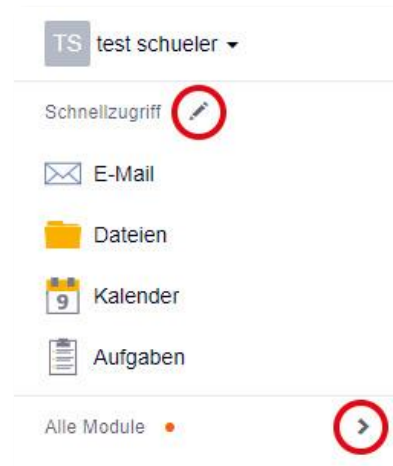 TS test schueler
Schnellzugriff
E-Mail
Dateien
9 Kalender
Aufgaben
Alle Module